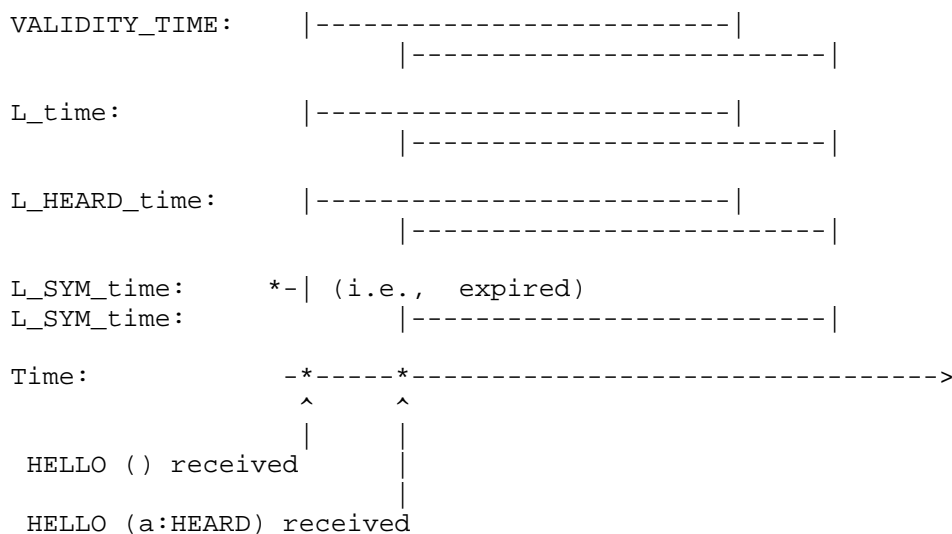 VALIDITY_TIME:    |--------------------------|
                        |--------------------------|
L_time:           |--------------------------|
                        |--------------------------|
L_HEARD_time:     |--------------------------|
                        |--------------------------|
L_SYM_time:     *-| (i.e.,  expired)
L_SYM_time:             |--------------------------|
Time:            -*-----*--------------------------------->
                  ^     ^
                  |     |
 HELLO () received      |
                        |
 HELLO (a:HEARD) received